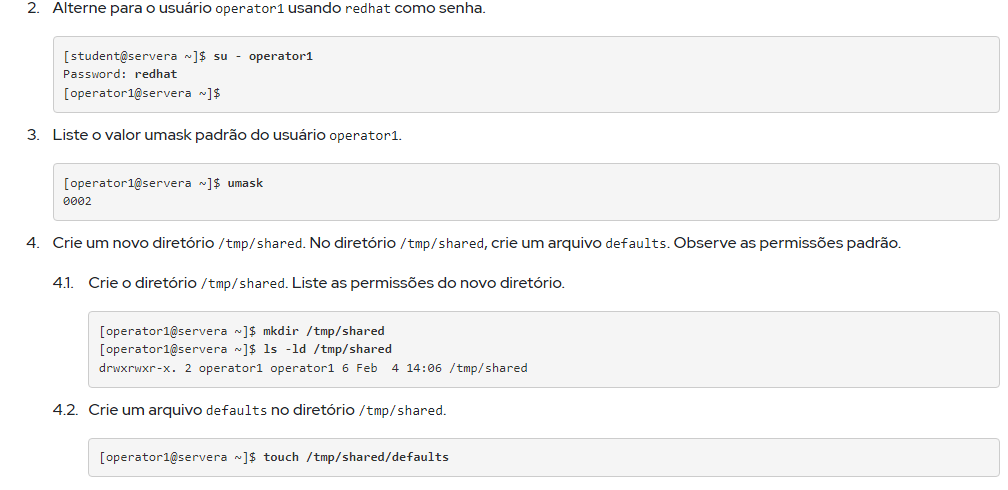 2. Alterne para o usuário operator1 usando redhat como senha.
[student@servera ~]$ su - operator1
Password: redhat
[operator1@servera ~]$
3. Liste o valor umask padrão do usuário operator1.
[operator1@servera ~]$ umask
0002
4. Crie um novo diretório /tmp/shared. No diretório /tmp/shared, crie um arquivo defaults. Observe as permissões padrão.
4.1. Crie o diretório /tmp/shared. Liste as permissões do novo diretório.
[operator1@servera ~]$ mkdir /tmp/shared
[operator1@servera ~]$ ls -ld /tmp/shared
drwxrwxr-x. 2 operator1 operator1 6 Feb  4 14:06 /tmp/shared
4.2. Crie um arquivo defaults no diretório /tmp/shared.
[operator1@servera ~]$ touch /tmp/shared/defaults